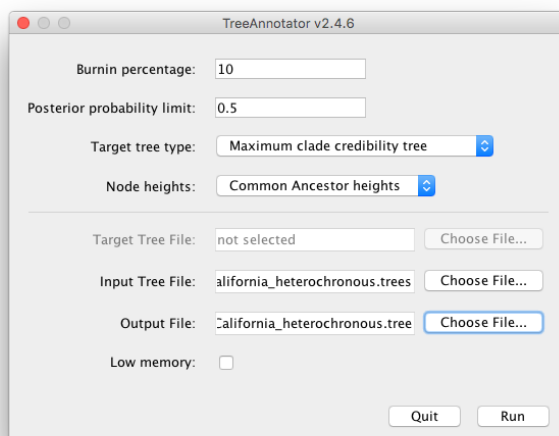 TreeAnnotator v2.4.6
Burnin percentage: 10
Posterior probability limit: 0.5
Target tree type: Maximum clade credibility tree
Node heights: Common Ancestor heights
Target Tree File: not selected Choose File...
Input Tree File: alifornia_heterochronous.trees Choose File...
Output File: California_heterochronous.tree Choose File...
Low memory:
Quit Run